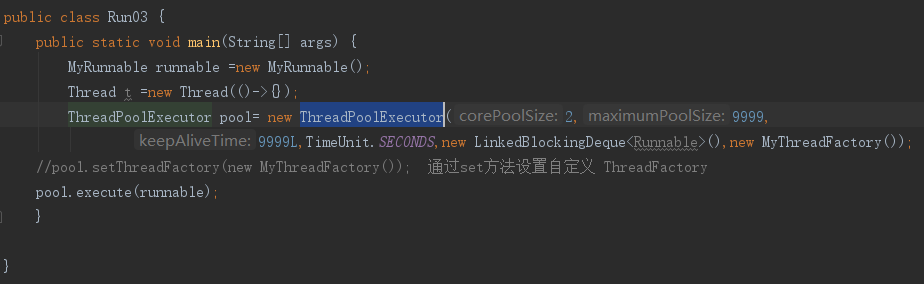 public class Run03 {
public static void main(String[] args) {
MyRunnable runnable =new MyRunnable();
Thread t =new Thread(()->{});
ThreadPoolExecutor pool= new ThreadPoolExecutor( corePoolSize: 2, maximumPoolSize: 9999,
keepAliveTime: 9999L,TimeUnit.SECONDS,new LinkedBlockingDeque<Runnable>(),new MyThreadFactory());
//pool.setThreadFactory(new MyThreadFactory()); 通过set方法设置自定义 ThreadFactory
pool.execute(runnable);
}
}